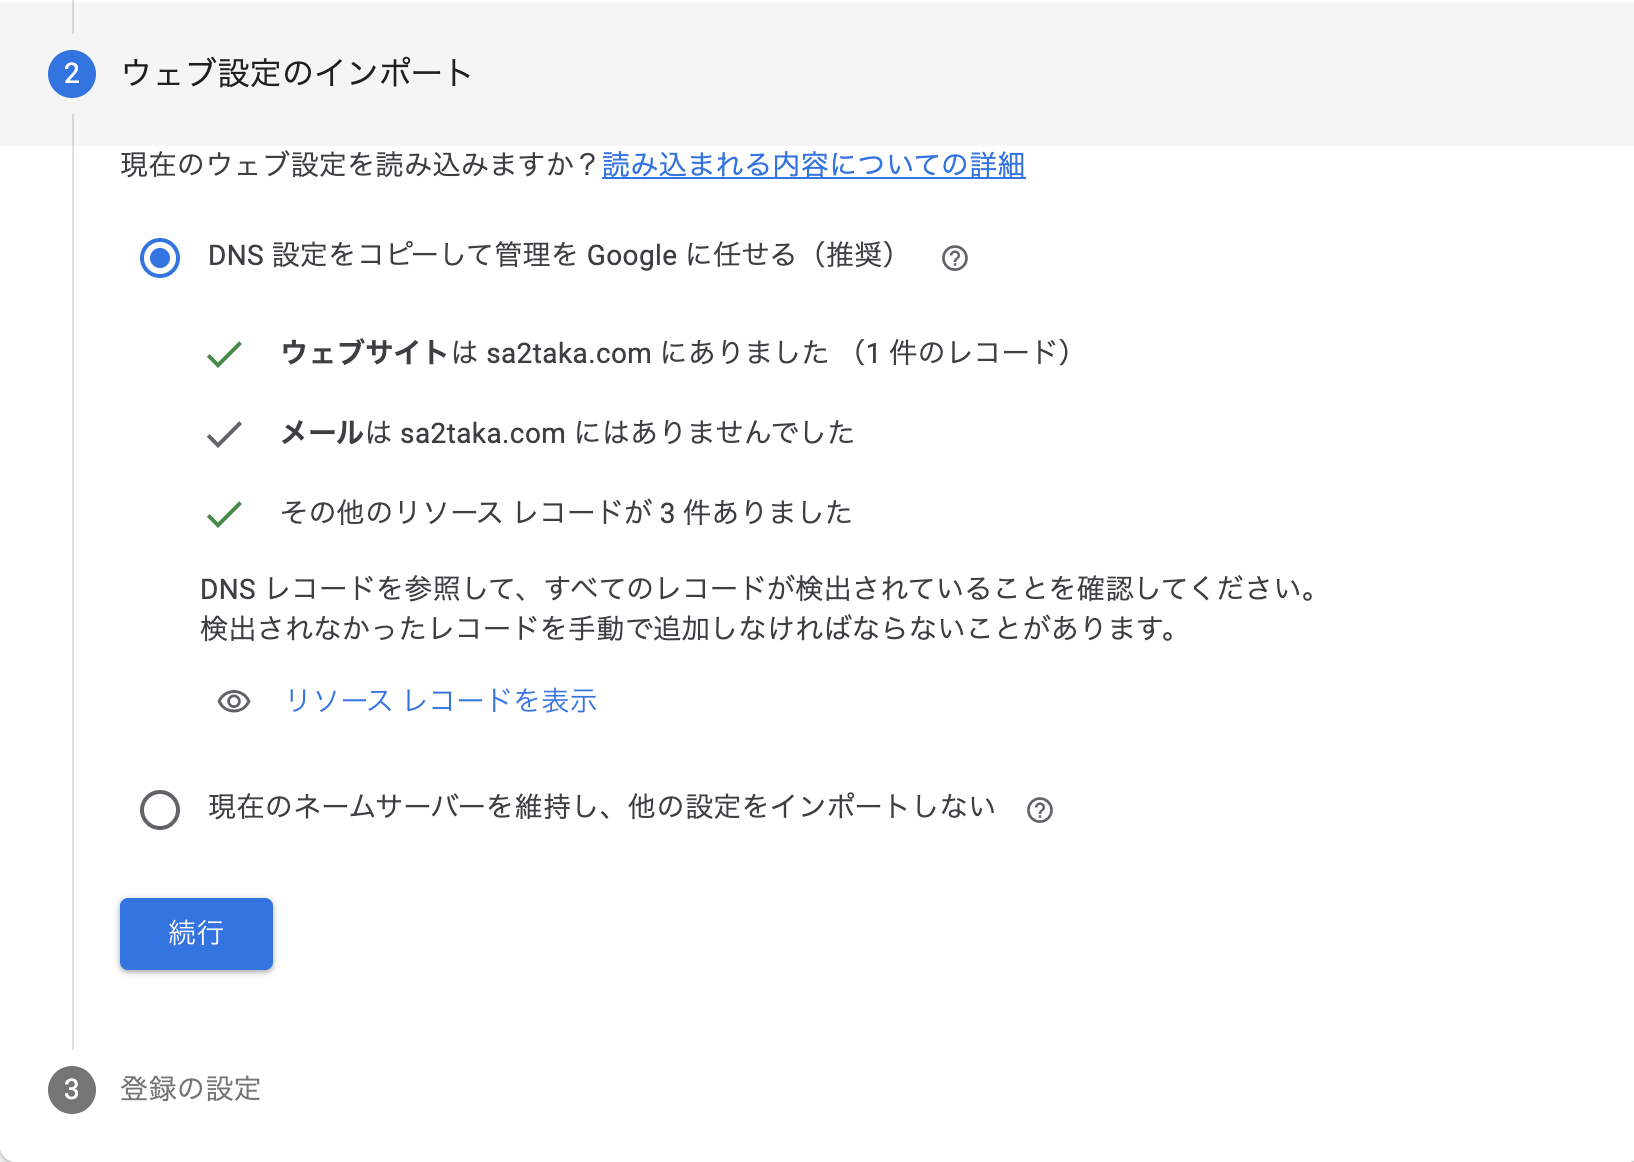 2 ウェブ設定のインポート
現在のウェブ設定を読み込みますか？読み込まれる内容についての詳細
DNS 設定をコピーして管理を Google に任せる（推奨） ?
ウェブサイトは sa2taka.com にありました （1 件のレコード）
メールは sa2taka.com にはありませんでした
その他のリソース レコードが 3 件ありました
DNS レコードを参照して、すべてのレコードが検出されていることを確認してください。
検出されなかったレコードを手動で追加しなければならないことがあります。
リソース レコードを表示
現在のネームサーバーを維持し、他の設定をインポートしない ?
続行
3 登録の設定